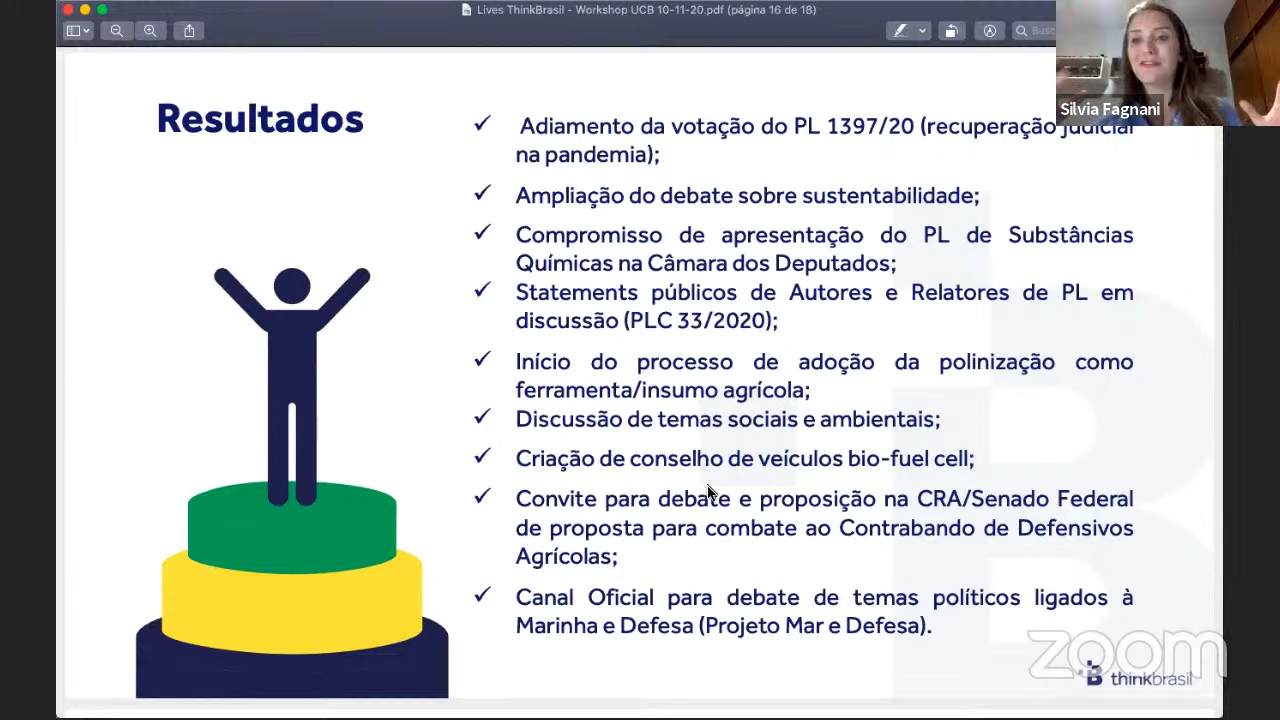 Lives ThinkBrasil - Workshop UCB 10-11-20.pdf (página 16 de 18)
Silvia Fagnani
Resultados
✓ Adiamento da votação do PL 1397/20 (recuperação judicial
na pandemia);
✓ Ampliação do debate sobre sustentabilidade;
✓ Compromisso de apresentação do PL de Substâncias
Químicas na Câmara dos Deputados;
✓ Statements públicos de Autores e Relatores de PL em
discussão (PLC 33/2020);
✓ Início do processo de adoção da polinização como
ferramenta/insumo agrícola;
✓ Discussão de temas sociais e ambientais;
✓ Criação de conselho de veículos bio-fuel cell;
✓ Convite para debate e proposição na CRA/Senado Federal
de proposta para combate ao Contrabando de Defensivos
Agrícolas;
✓ Canal Oficial para debate de temas políticos ligados à
Marinha e Defesa (Projeto Mar e Defesa).
zoom
thinkbrasil